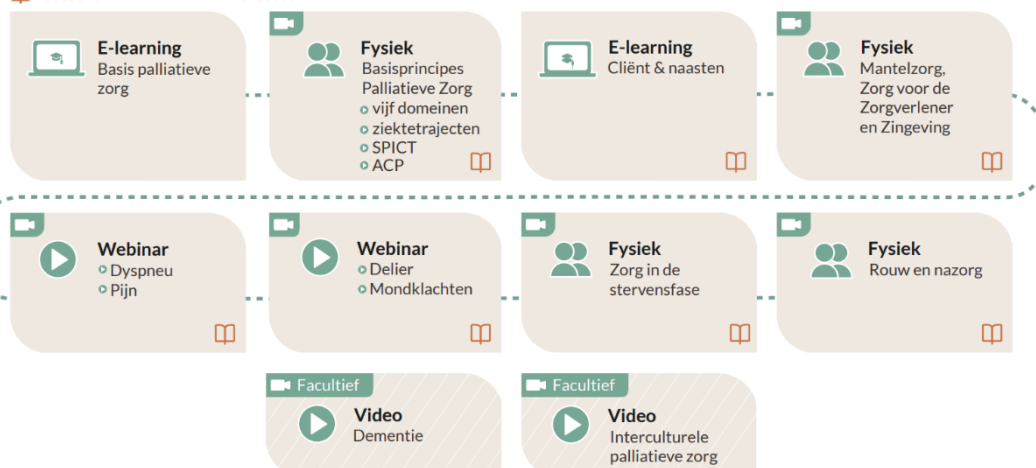 E-learning
Basis palliatieve
zorg
Fysiek
Basisprincipes
Palliatieve Zorg
vijf domeinen
ziektetrajecten
SPICT
ACP
E-learning
Cliënt & naasten
Fysiek
Mantelzorg,
Zorg voor de
Zorgverlener
en Zingeving
Webinar
Dyspneu
Pijn
Webinar
Delier
Mondklachten
Fysiek
Zorg in de
stervensfase
Fysiek
Rouw en nazorg
Facultief
Video
Dementie
Facultief
Video
Interculturele
palliatieve zorg